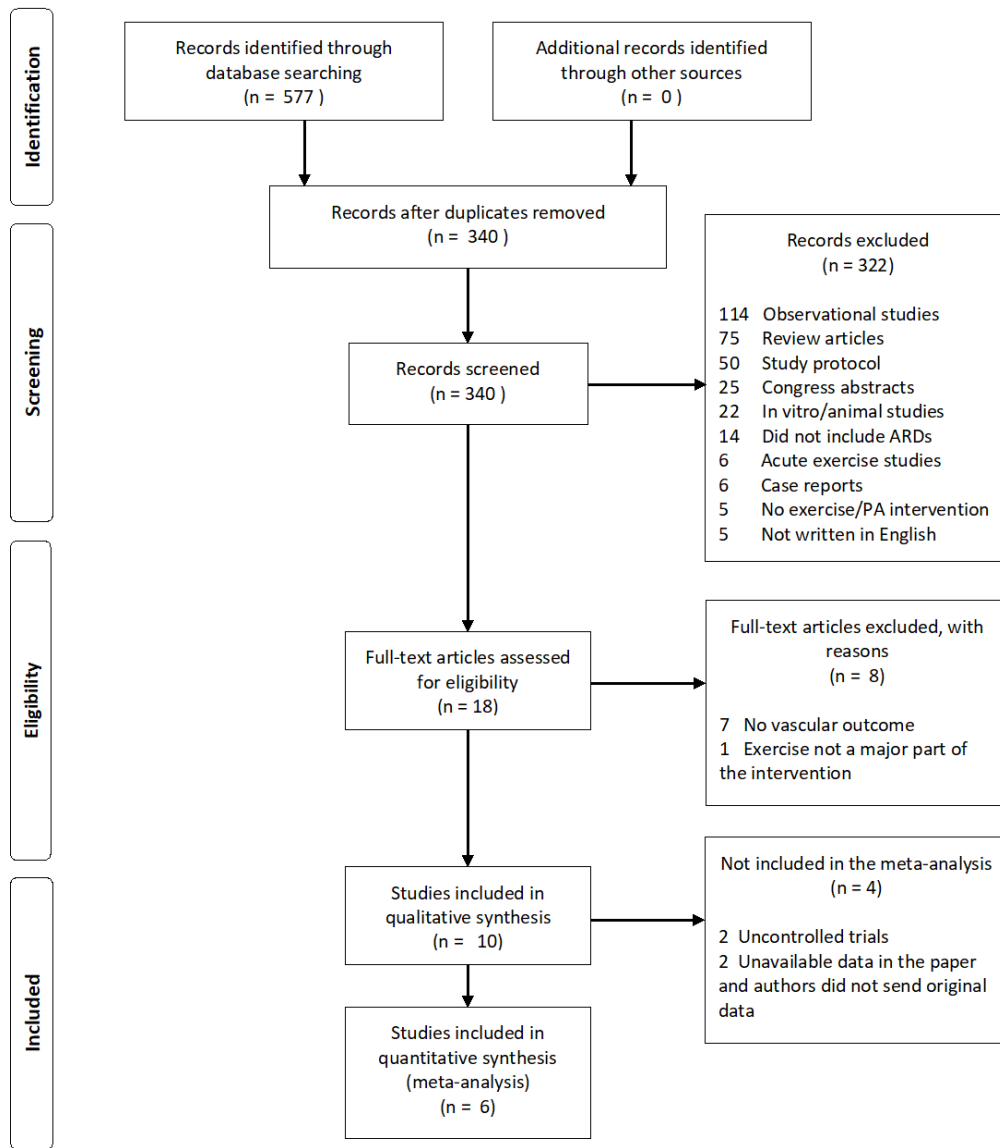 Identification
Records identified through
database searching
(n = 577 )
Additional records identified
through other sources
(n = 0 )
Records after duplicates removed
(n = 340 )
Screening
Records screened
(n = 340 )
Records excluded
(n = 322)
114 Observational studies
75 Review articles
50 Study protocol
25 Congress abstracts
22 In vitro/animal studies
14 Did not include ARDs
6 Acute exercise studies
6 Case reports
5 No exercise/PA intervention
5 Not written in English
Eligibility
Full-text articles assessed
for eligibility
(n = 18)
Full-text articles excluded, with
reasons
(n = 8)
7 No vascular outcome
1 Exercise not a major part of
the intervention
Included
Studies included in
qualitative synthesis
(n = 10)
Not included in the meta-analysis
(n = 4)
2 Uncontrolled trials
2 Unavailable data in the paper
and authors did not send original
data
Studies included in
quantitative synthesis
(meta-analysis)
(n = 6)